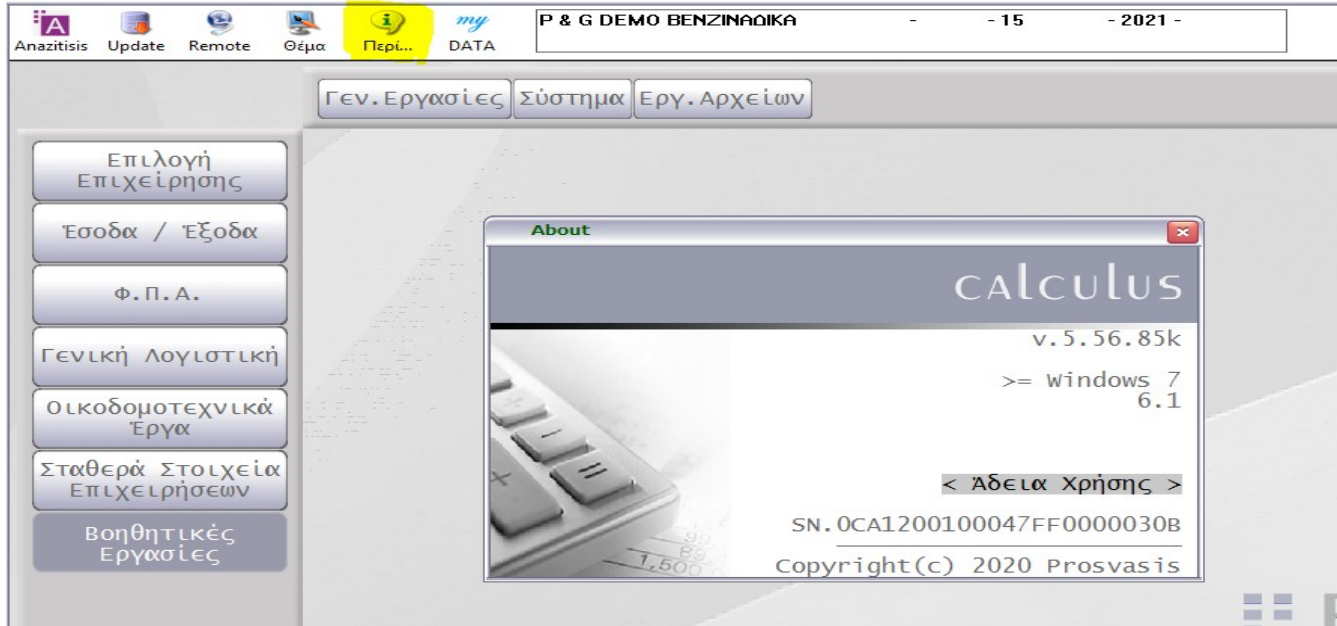 Anazitisis Update Remote Θέμα Περί... my DATA
P & G DEMO ΒΕΝΖΙΝΑΔΙΚΑ - - 15 - 2021 -
Γεν.Εργασίες Σύστημα Εργ.Αρχείων
Επιλογή
Επιχείρησης
Έσοδα / Έξοδα
Φ.Π.Α.
Γενική Λογιστική
Οικοδομοτεχνικά
Έργα
Σταθερά Στοιχεία
Επιχειρήσεων
Βοηθητικές
Εργασίες
About
calculus
v.5.56.85k
>= Windows 7
6.1
< Άδεια Χρήσης >
SN.0CA1200100047FF0000030B
Copyright(c) 2020 Prosvasis